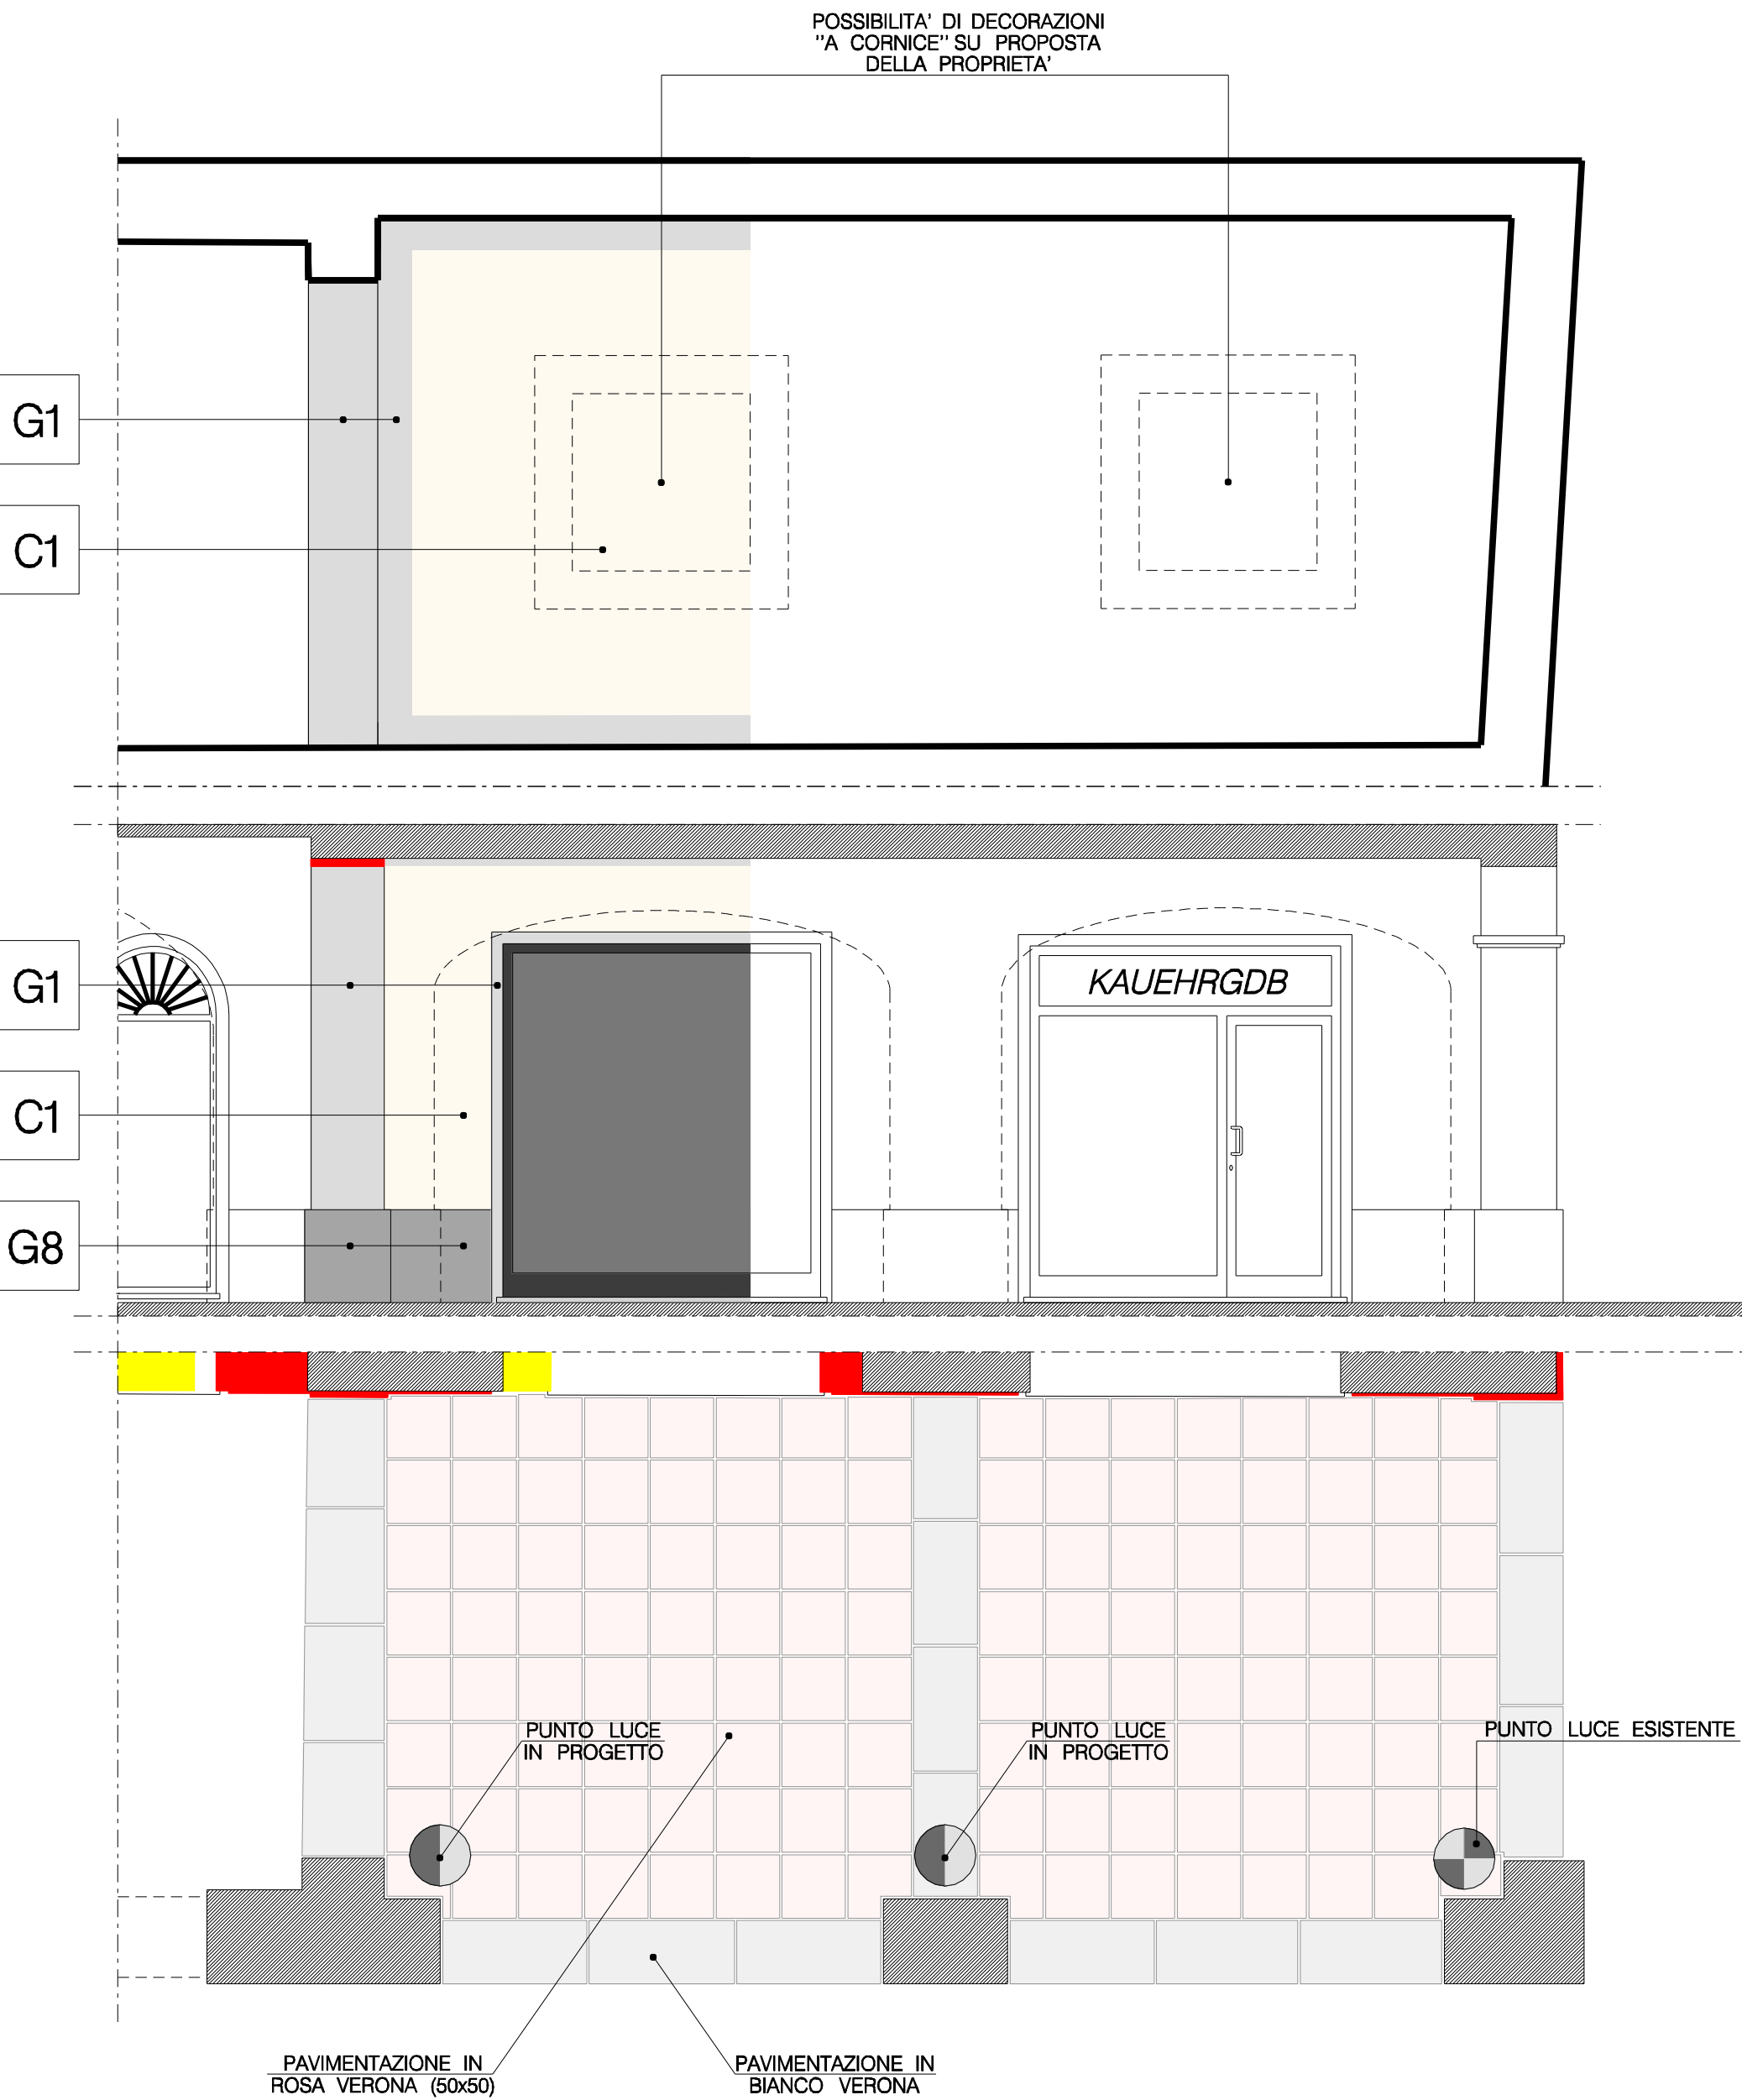 POSSIBILITA' DI DECORAZIONI
"A CORNICE" SU PROPOSTA
DELLA PROPRIETA'
G1
C1
G1
KAUEHRGDB
C1
G8
PUNTO LUCE
IN PROGETTO
PUNTO LUCE
IN PROGETTO
PUNTO LUCE ESISTENTE
PAVIMENTAZIONE IN
ROSA VERONA (50x50)
PAVIMENTAZIONE IN
BIANCO VERONA